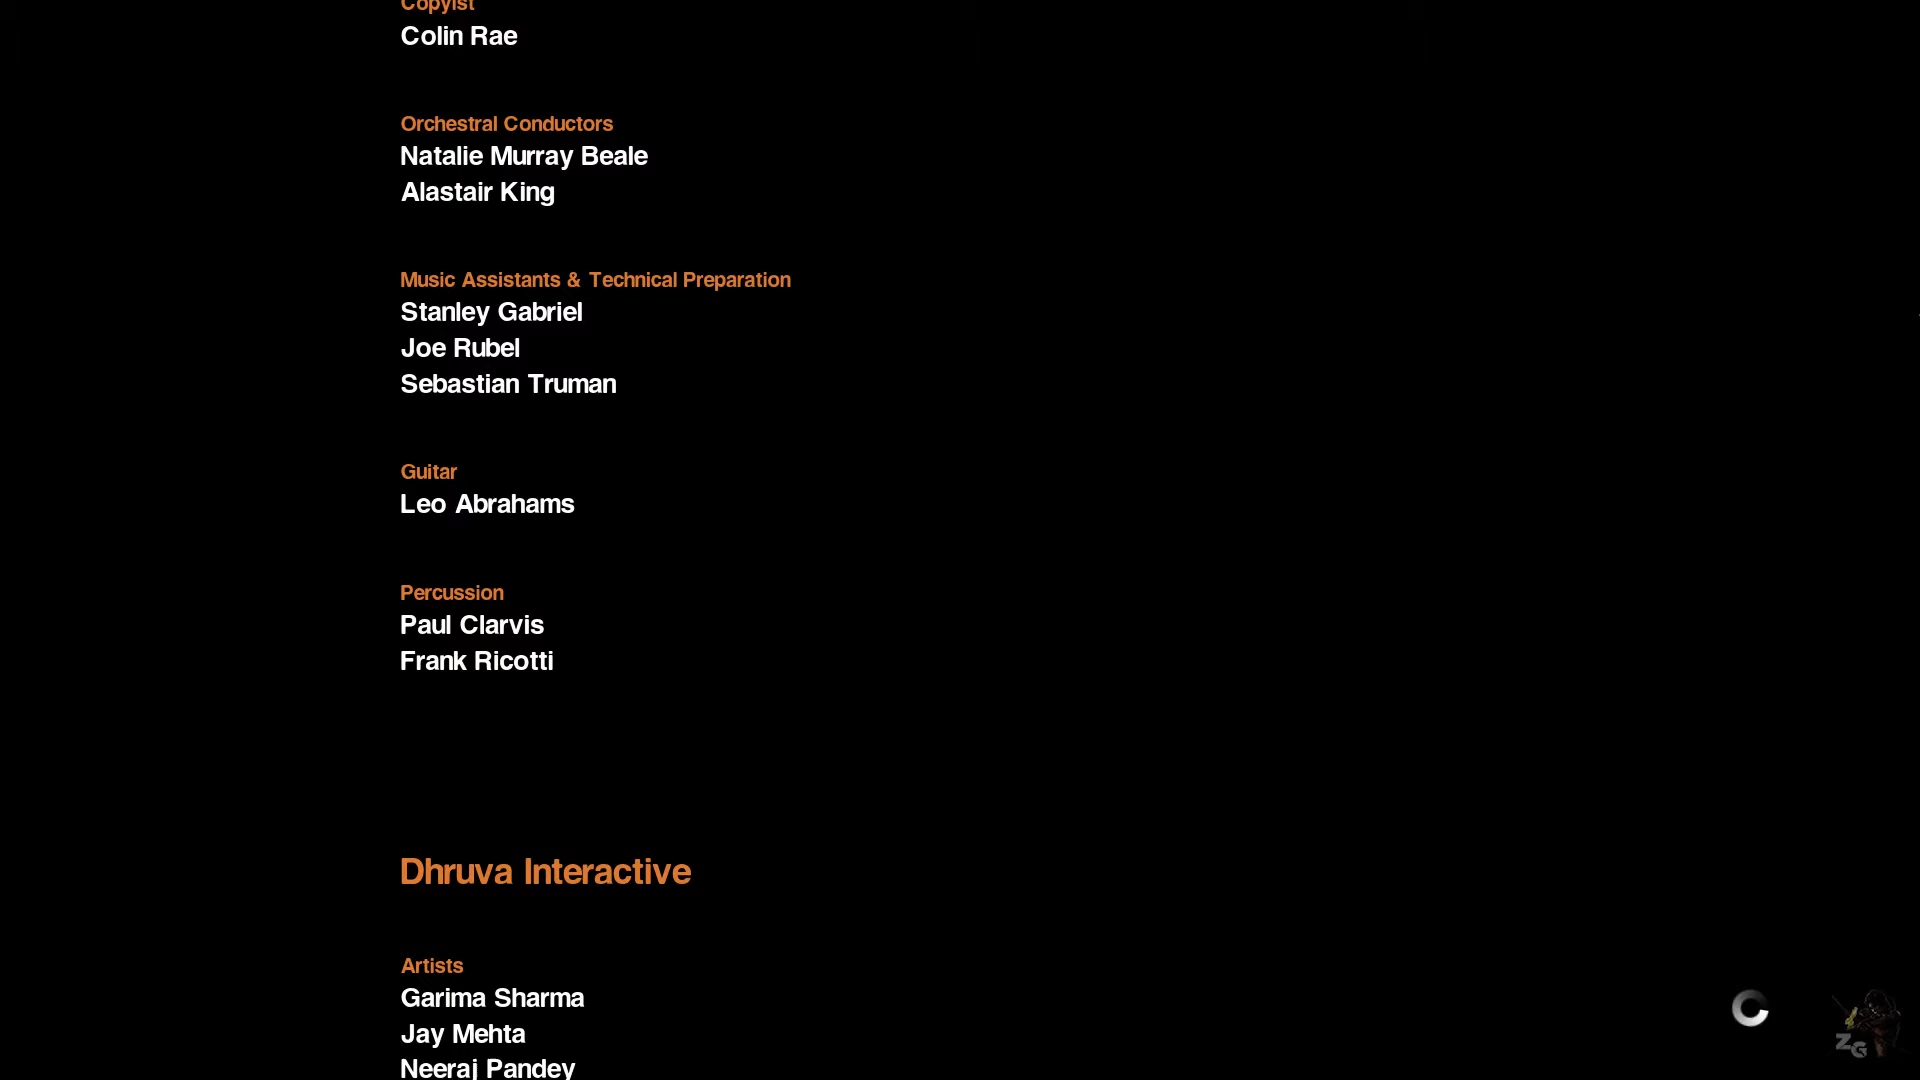 Copyist
Colin Rae
Orchestral Conductors
Natalie Murray Beale
Alastair King
Music Assistants & Technical Preparation
Stanley Gabriel
Joe Rubel
Sebastian Truman
Guitar
Leo Abrahams
Percussion
Paul Clarvis
Frank Ricotti
Dhruva Interactive
Artists
Garima Sharma
Jay Mehta
Neeraj Pandey
ZG